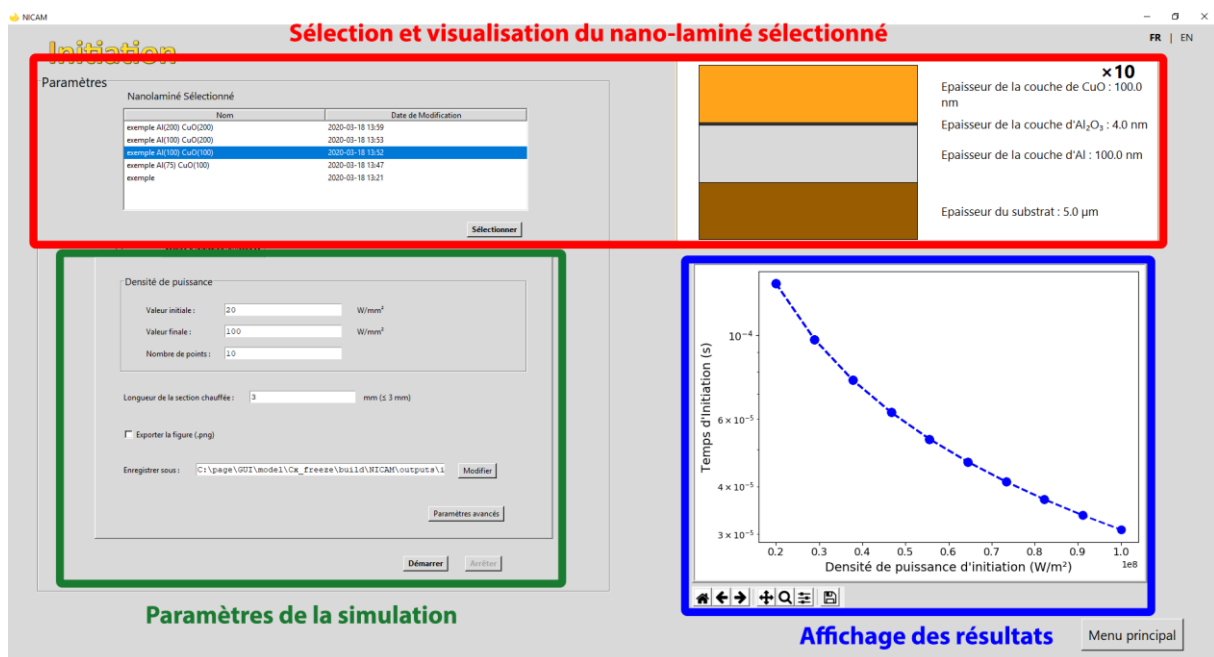 NICAM
Sélection et visualisation du nano-laminé sélectionné
FR | EN
Initiation
Paramètres
Nanolaminé Sélectionné
Nom Date de Modification
exemple Al(200) CuO(200) 2020-03-18 13:59
exemple Al(100) CuO(200) 2020-03-18 13:53
exemple Al(100) CuO(100) 2020-03-18 13:52
exemple Al(75) CuO(100) 2020-03-18 13:47
exemple 2020-03-18 13:21
Sélectionner
×10
Epaisseur de la couche de CuO : 100.0
nm
Epaisseur de la couche d'Al₂O₃ : 4.0 nm
Epaisseur de la couche d'Al : 100.0 nm
Epaisseur du substrat : 5.0 µm
Densité de puissance
Valeur initiale : 20 W/mm²
Valeur finale : 100 W/mm²
Nombre de points : 10
Longueur de la section chauffée : 3 mm (≤ 3 mm)
Exporter la figure (.png)
Enregistrer sous : C:\page\GUI\model\Cx_freeze\build\NICAM\outputs\i Modifier
Paramètres avancés
Démarrer Arrêter
Paramètres de la simulation
Temps d'Initiation (s)
10⁻⁴
6 × 10⁻⁵
4 × 10⁻⁵
3 × 10⁻⁵
0.2 0.3 0.4 0.5 0.6 0.7 0.8 0.9 1.0
Densité de puissance d'initiation (W/m²) 1e8
Affichage des résultats
Menu principal